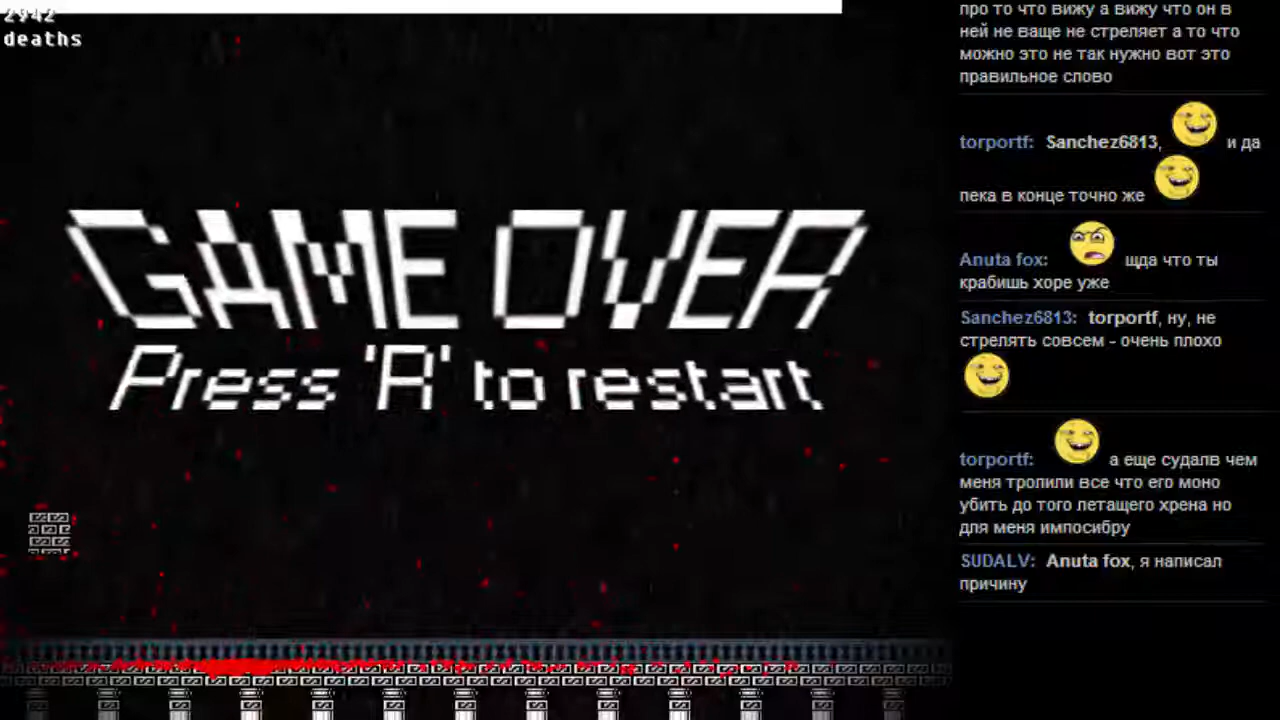 2942
deaths
GAME OVER
Press 'R' to restart
про то что вижу а вижу что он в
ней не ваще не стреляет а то что
можно это не так нужно вот это
правильное слово
torportf: Sanchez6813, и да
пека в конце точно же
Anuta fox: щда что ты
крабишь хоре уже
Sanchez6813: torportf, ну, не
стрелять совсем - очень плохо
torportf: а еще судалв чем
меня тролили все что его моно
убить до того летащего хрена но
для меня импосибру
SUDALV: Anuta fox, я написал
причину